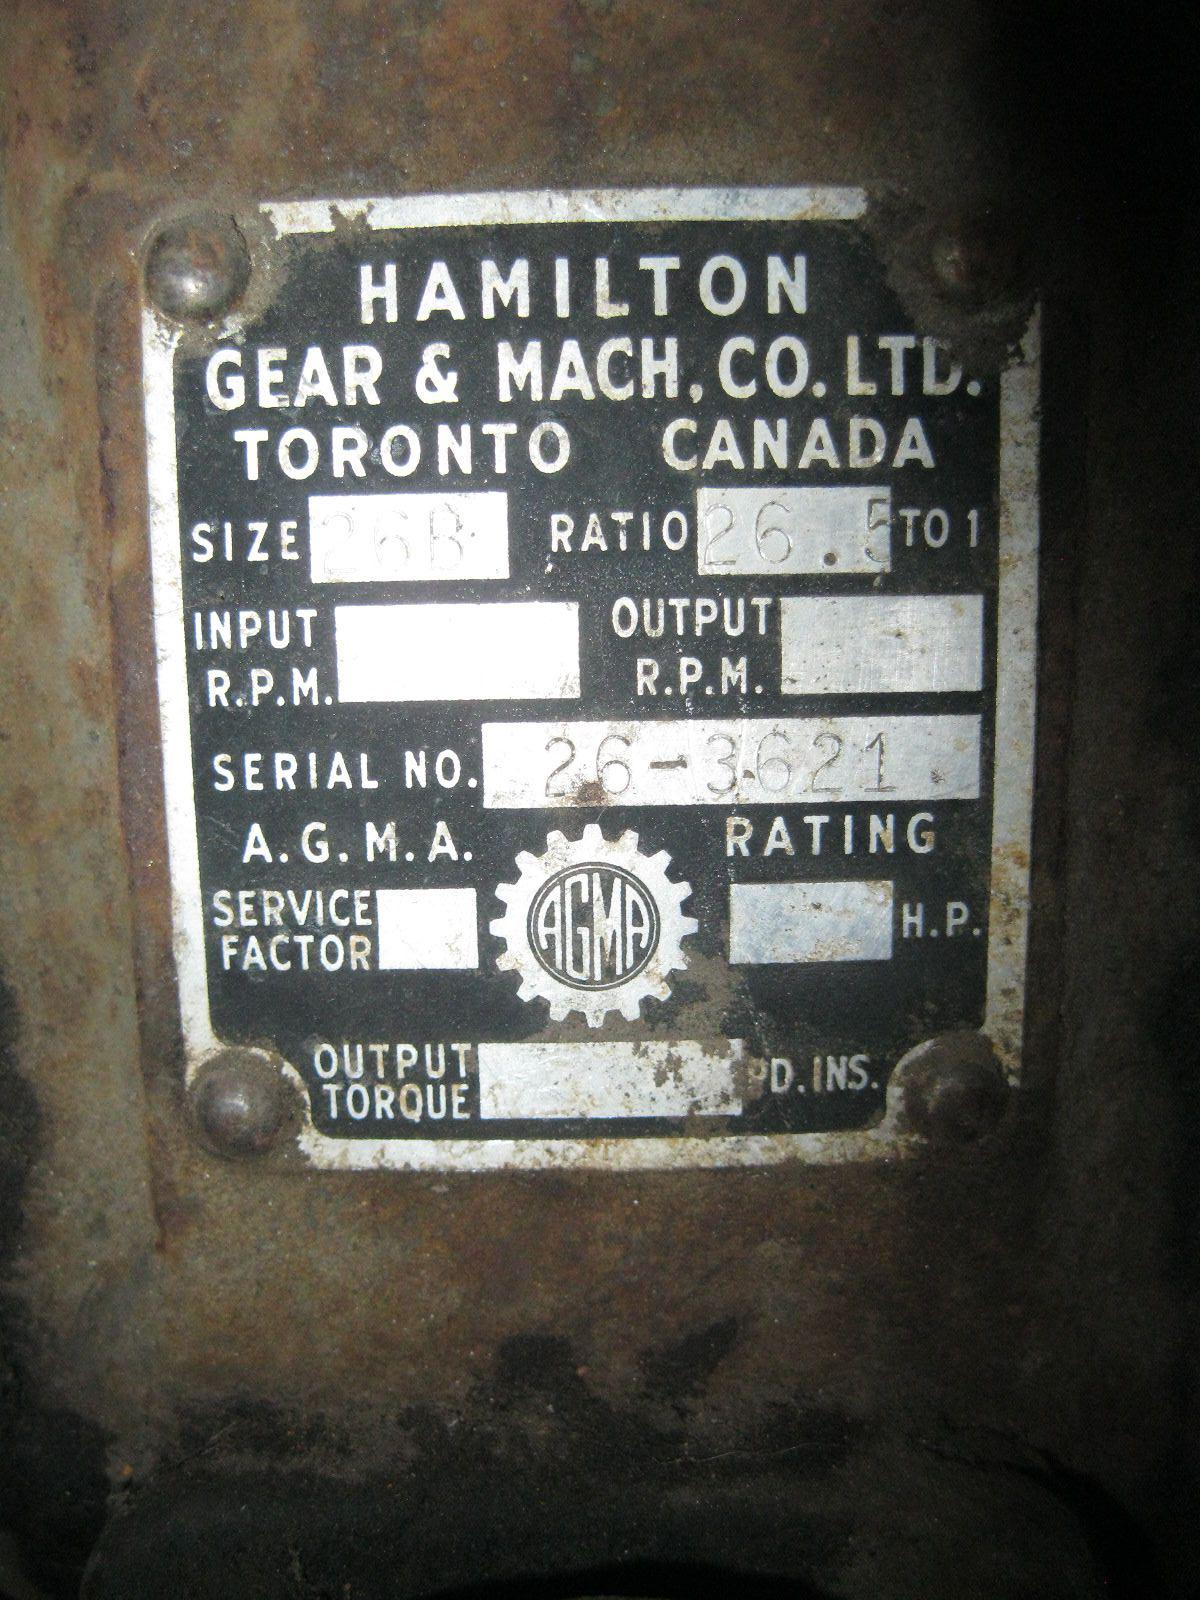 HAMILTON
GEAR & MACH, CO. LTD.
TORONTO CANADA
SIZE 26B RATIO 26.5 TO 1
INPUT R.P.M. OUTPUT R.P.M.
SERIAL NO. 26-3621
A.G.M.A. RATING
SERVICE FACTOR AGMA H.P.
OUTPUT TORQUE PD. INS.